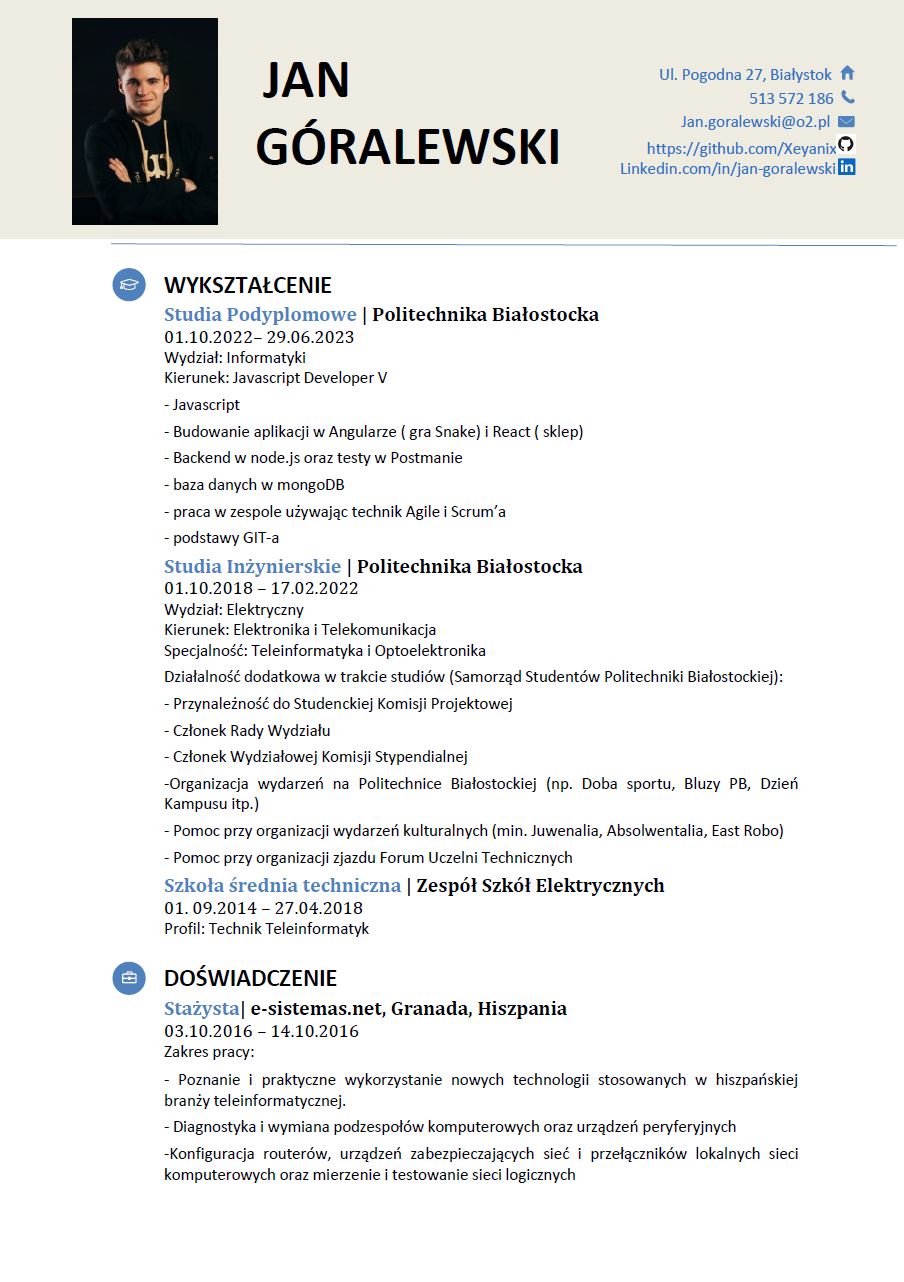 JAN
GÓRALEWSKI
Ul. Pogodna 27, Białystok
513 572 186
Jan.goralewski@o2.pl
https://github.com/Xeyanix
Linkedin.com/in/jan-goralewski
WYKSZTAŁCENIE
Studia Podyplomowe | Politechnika Białostocka
01.10.2022– 29.06.2023
Wydział: Informatyki
Kierunek: Javascript Developer V
- Javascript
- Budowanie aplikacji w Angularze ( gra Snake) i React ( sklep)
- Backend w node.js oraz testy w Postmanie
- baza danych w mongoDB
- praca w zespole używając technik Agile i Scrum’a
- podstawy GIT-a
Studia Inżynierskie | Politechnika Białostocka
01.10.2018 – 17.02.2022
Wydział: Elektryczny
Kierunek: Elektronika i Telekomunikacja
Specjalność: Teleinformatyka i Optoelektronika
Działalność dodatkowa w trakcie studiów (Samorząd Studentów Politechniki Białostockiej):
- Przynależność do Studenckiej Komisji Projektowej
- Członek Rady Wydziału
- Członek Wydziałowej Komisji Stypendialnej
-Organizacja wydarzeń na Politechnice Białostockiej (np. Doba sportu, Bluzy PB, Dzień
Kampusu itp.)
- Pomoc przy organizacji wydarzeń kulturalnych (min. Juwenalia, Absolwentalia, East Robo)
- Pomoc przy organizacji zjazdu Forum Uczelni Technicznych
Szkoła średnia techniczna | Zespół Szkół Elektrycznych
01. 09.2014 – 27.04.2018
Profil: Technik Teleinformatyk
DOŚWIADCZENIE
Stażysta| e-sistemas.net, Granada, Hiszpania
03.10.2016 – 14.10.2016
Zakres pracy:
- Poznanie i praktyczne wykorzystanie nowych technologii stosowanych w hiszpańskiej
branży teleinformatycznej.
- Diagnostyka i wymiana podzespołów komputerowych oraz urządzeń peryferyjnych
-Konfiguracja routerów, urządzeń zabezpieczających sieć i przełączników lokalnych sieci
komputerowych oraz mierzenie i testowanie sieci logicznych